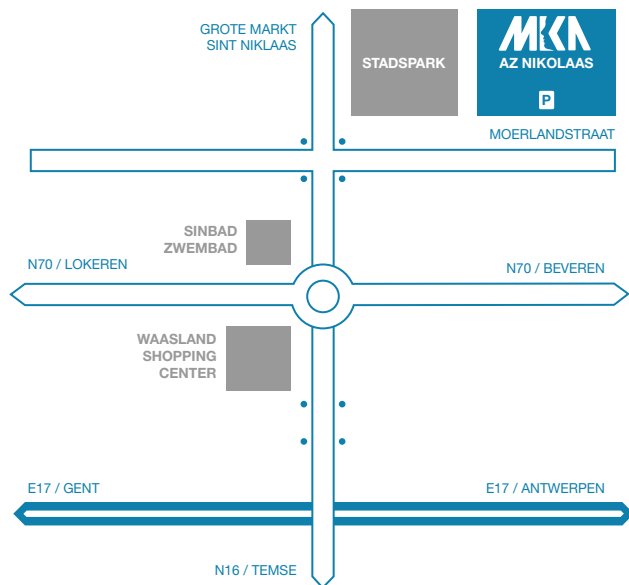 GROTE MARKT
SINT NIKLAAS
STADSPARK
MKA
AZ NIKOLAAS
P
MOERLANDSTRAAT
SINBAD
ZWEMBAD
N70 / LOKEREN
N70 / BEVEREN
WAASLAND
SHOPPING
CENTER
E17 / GENT
E17 / ANTWERPEN
N16 / TEMSE